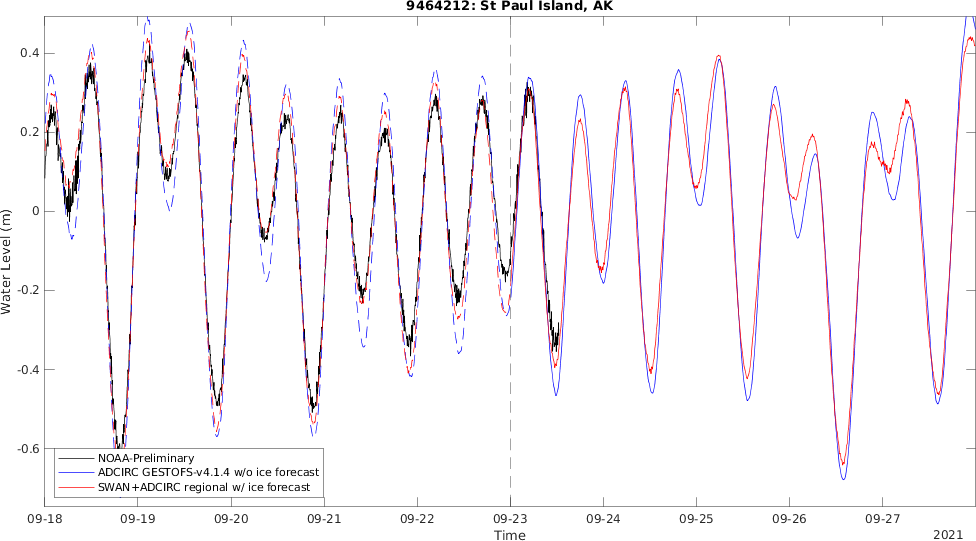 9464212: St Paul Island, AK
Water Level (m)
0.4
0.2
0
-0.2
-0.4
-0.6
NOAA-Preliminary
ADCIRC GESTOFS-v4.1.4 w/o ice forecast
SWAN+ADCIRC regional w/ ice forecast
09-18 09-19 09-20 09-21 09-22 09-23 09-24 09-25 09-26 09-27
Time
2021